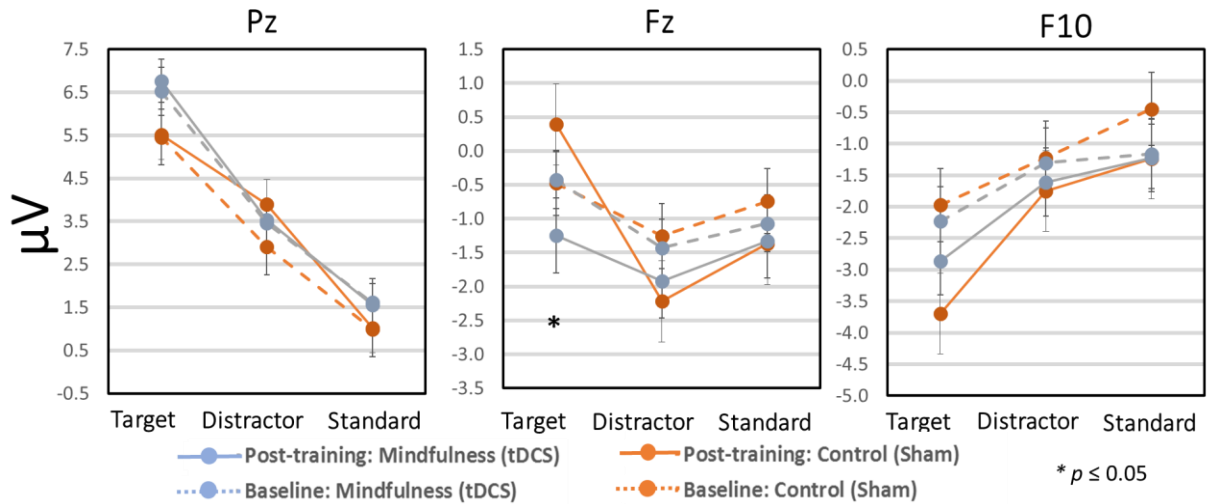 Pz
Fz
F10
µV
7.5
6.5
5.5
4.5
3.5
2.5
1.5
0.5
-0.5
1.5
1.0
0.5
0.0
-0.5
-1.0
-1.5
-2.0
-2.5
-3.0
-3.5
*
0.5
0.0
-0.5
-1.0
-1.5
-2.0
-2.5
-3.0
-3.5
-4.0
-4.5
-5.0
Target Distractor Standard
Target Distractor Standard
Target Distractor Standard
Post-training: Mindfulness (tDCS)
Post-training: Control (Sham)
Baseline: Mindfulness (tDCS)
Baseline: Control (Sham)
* p ≤ 0.05